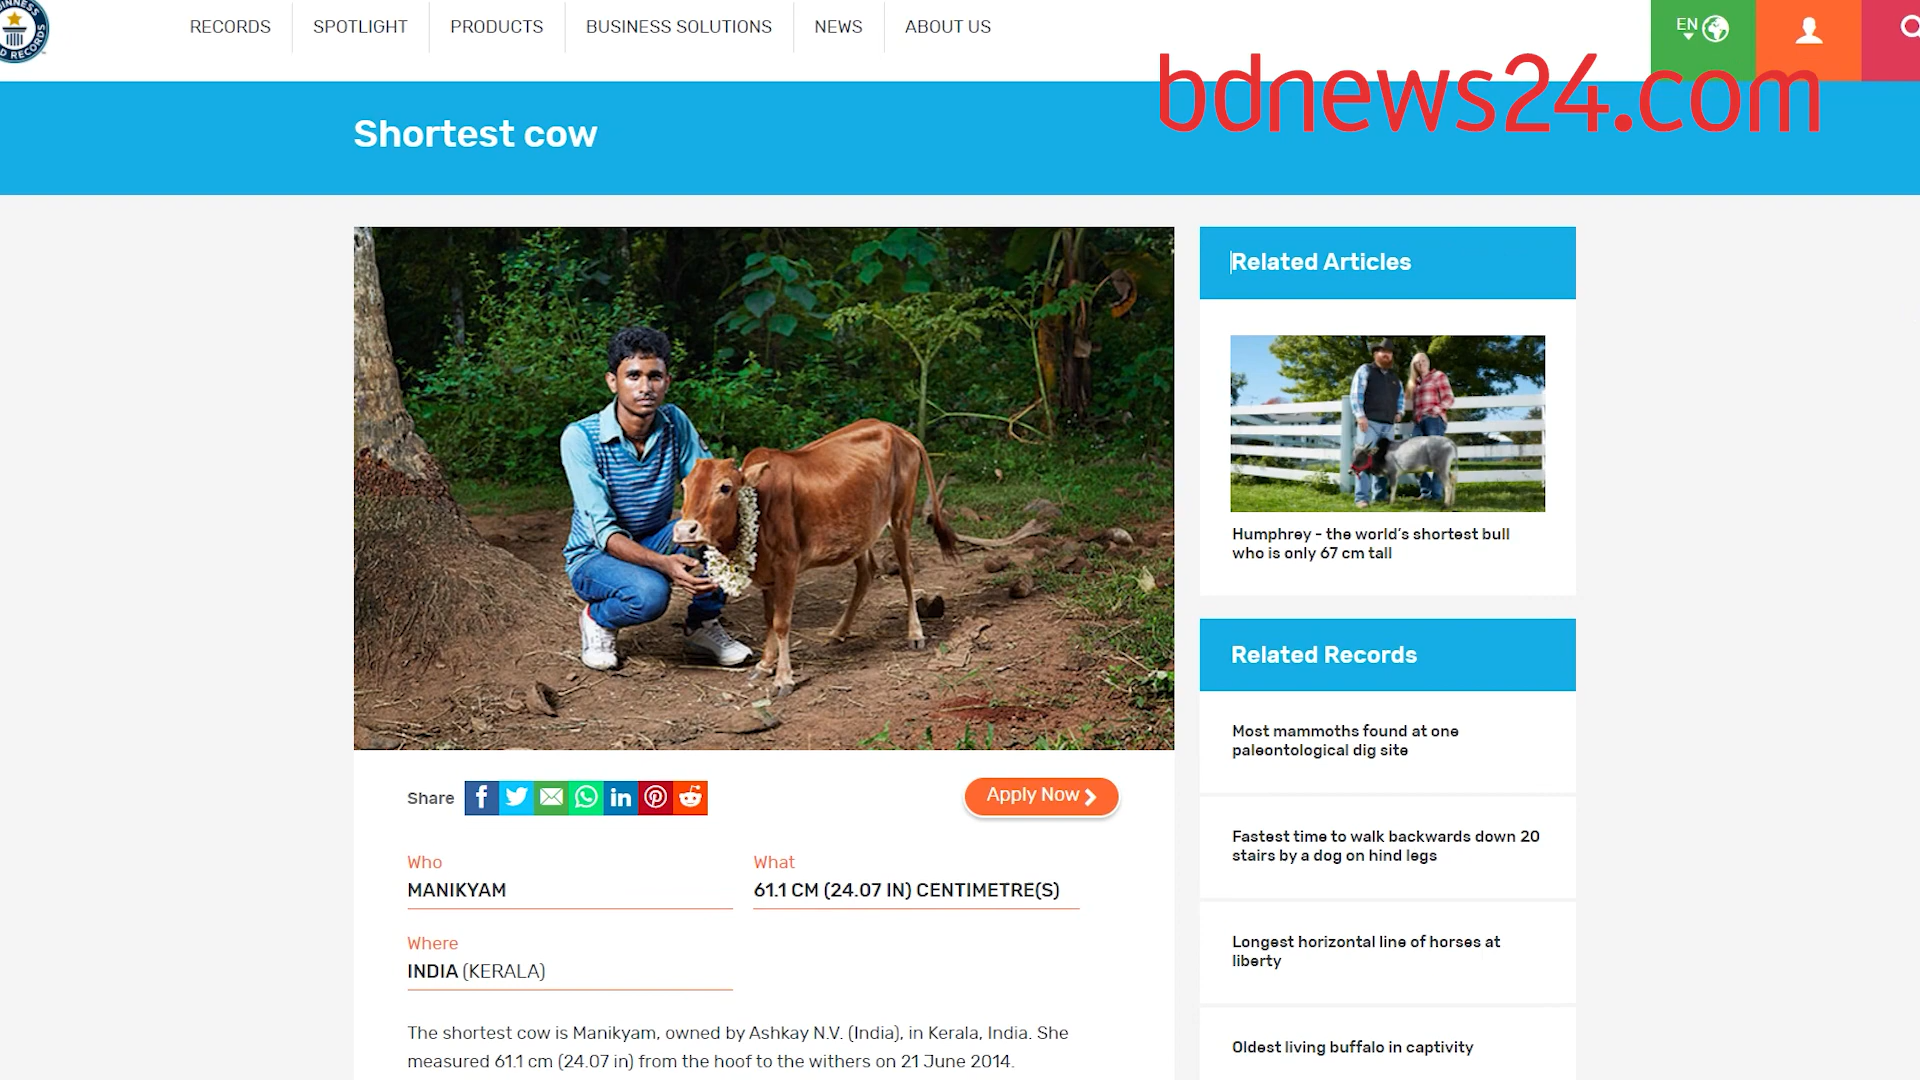 RECORDS
SPOTLIGHT
PRODUCTS
BUSINESS SOLUTIONS
NEWS
ABOUT US
EN
bdnews24.com
Shortest cow
Related Articles
Humphrey - the world's shortest bull
who is only 67 cm tall
Related Records
Most mammoths found at one
paleontological dig site
Fastest time to walk backwards down 20
stairs by a dog on hind legs
Longest horizontal line of horses at
liberty
Oldest living buffalo in captivity
Share
Apply Now
Who
MANIKYAM
What
61.1 CM (24.07 IN) CENTIMETRE(S)
Where
INDIA (KERALA)
The shortest cow is Manikyam, owned by Ashkay N.V. (India), in Kerala, India. She
measured 61.1 cm (24.07 in) from the hoof to the withers on 21 June 2014.